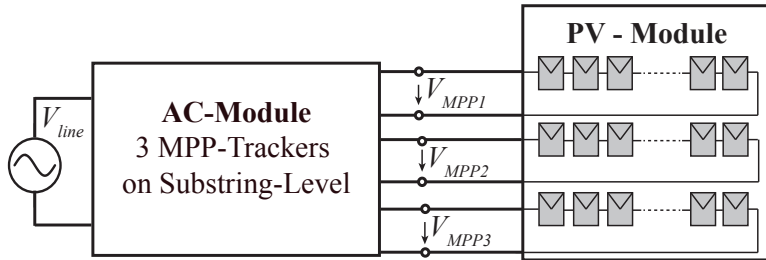 PV - Module
AC-Module
3 MPP-Trackers
on Substring-Level
V_line
V_MPP1
V_MPP2
V_MPP3